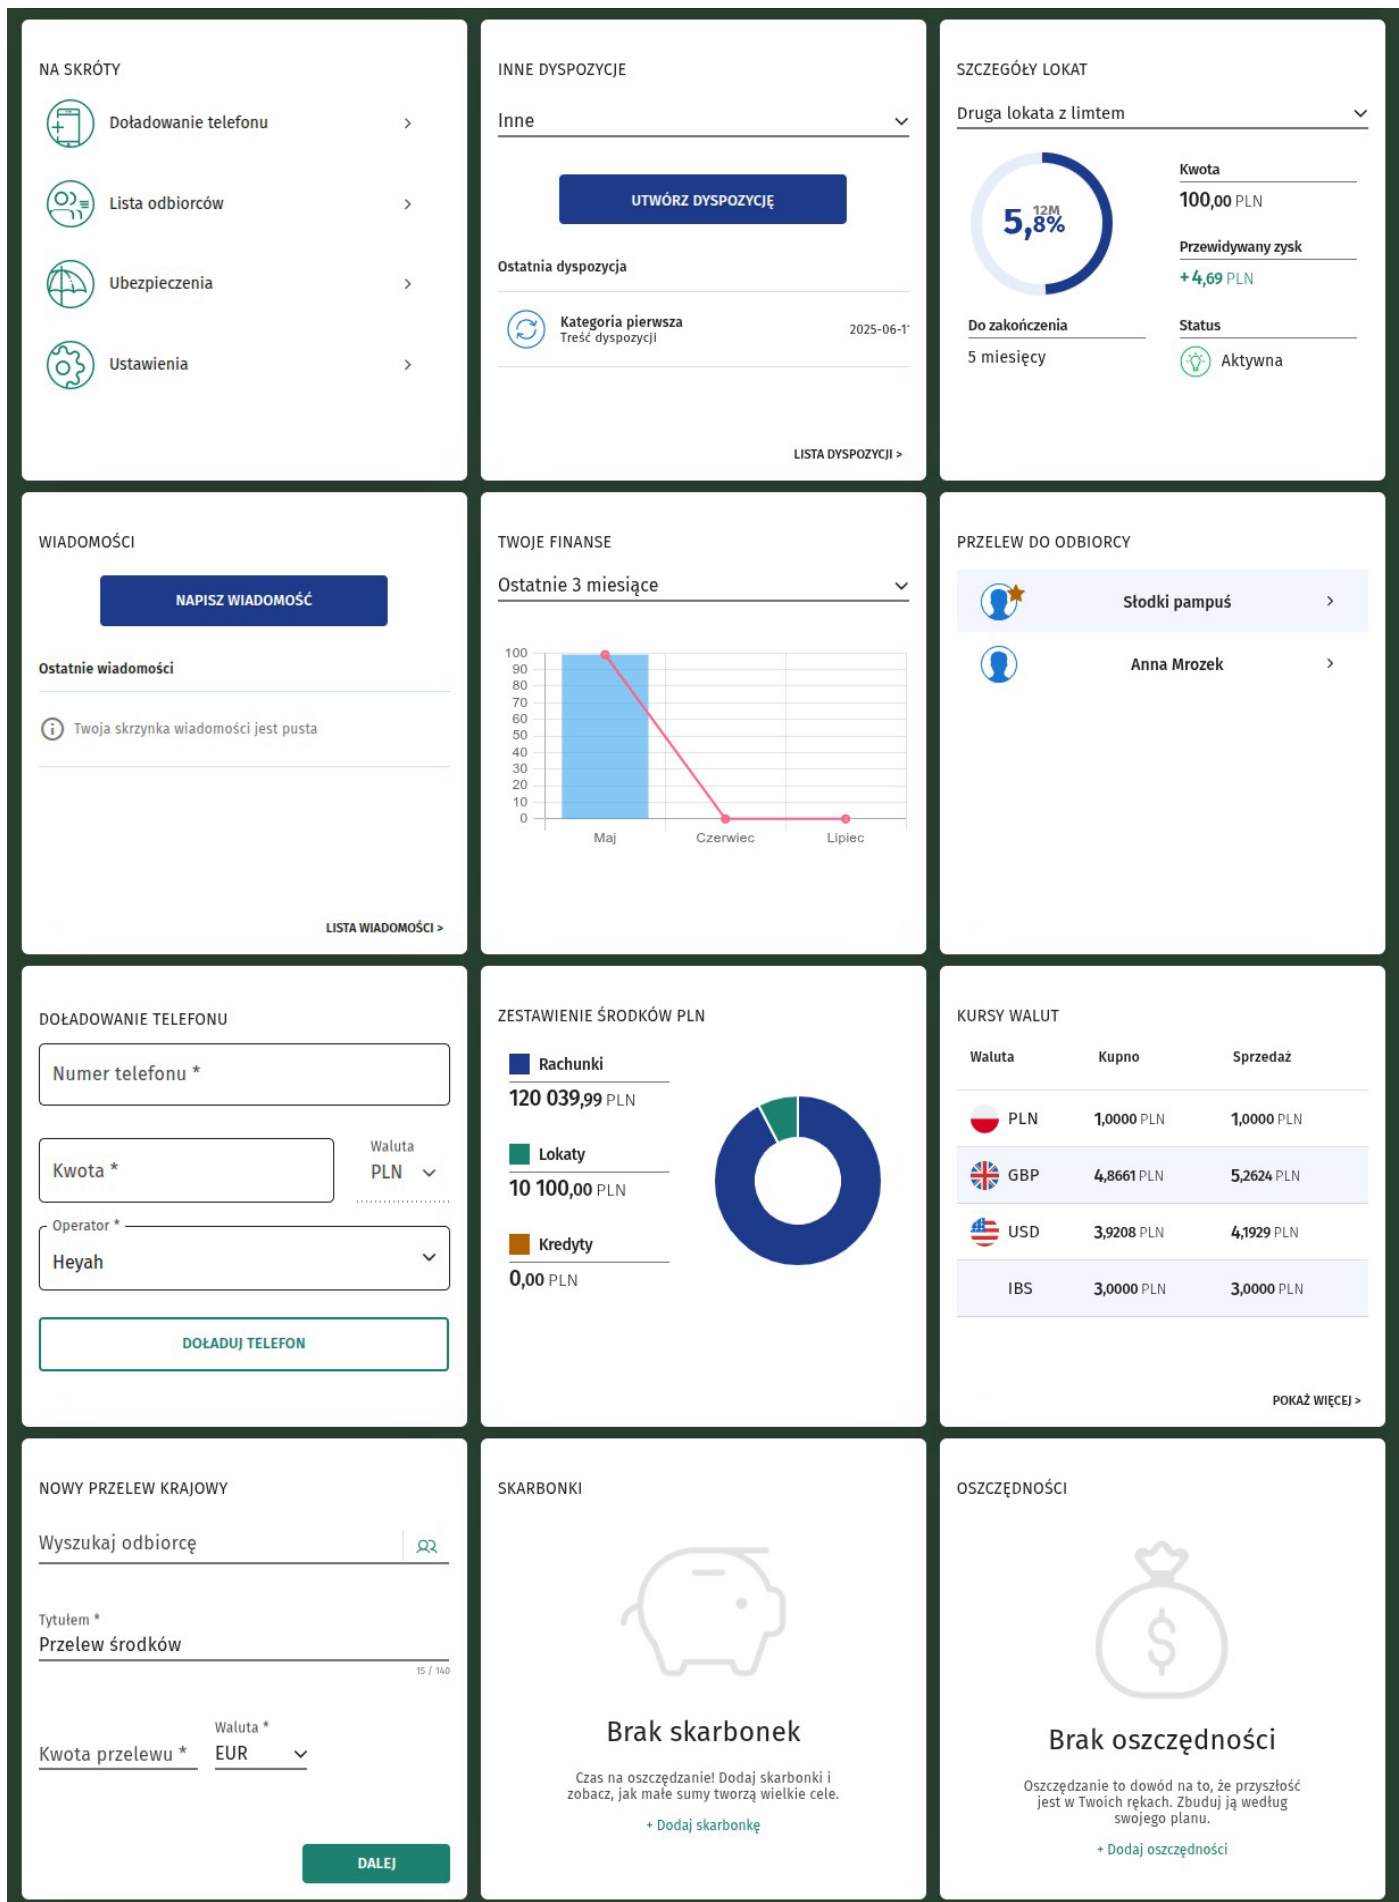 NA SKRÓTY
Doładowanie telefonu
Lista odbiorców
Ubezpieczenia
Ustawienia
INNE DYSPOZYCJE
Inne
UTWÓRZ DYSPOZYCJĘ
Ostatnia dyspozycja
Kategoria pierwsza
Treść dyspozycji
2025-06-1
LISTA DYSPOZYCJI >
SZCZEGÓŁY LOKAT
Druga lokata z limtem
12M
5,8%
Kwota
100,00 PLN
Przewidywany zysk
+4,69 PLN
Do zakończenia
5 miesięcy
Status
Aktywna
WIADOMOŚCI
NAPISZ WIADOMOŚĆ
Ostatnie wiadomości
Twoja skrzynka wiadomości jest pusta
LISTA WIADOMOŚCI >
TWOJE FINANSE
Ostatnie 3 miesiące
100
90
80
70
60
50
40
30
20
10
0
Maj Czerwiec Lipiec
PRZELEW DO ODBIORCY
Słodki pampuś
Anna Mrozek
DOŁADOWANIE TELEFONU
Numer telefonu *
Kwota *
Waluta
PLN
Operator *
Heyah
DOŁADUJ TELEFON
ZESTAWIENIE ŚRODKÓW PLN
Rachunki
120 039,99 PLN
Lokaty
10 100,00 PLN
Kredyty
0,00 PLN
KURSY WALUT
Waluta Kupno Sprzedaż
PLN 1,0000 PLN 1,0000 PLN
GBP 4,8661 PLN 5,2624 PLN
USD 3,9208 PLN 4,1929 PLN
IBS 3,0000 PLN 3,0000 PLN
POKAŻ WIĘCEJ >
NOWY PRZELEW KRAJOWY
Wyszukaj odbiorcę
Tytułem *
Przelew środków
15 / 140
Kwota przelewu *
Waluta *
EUR
DALEJ
SKARBONKI
Brak skarbonek
Czas na oszczędzanie! Dodaj skarbonki i
zobacz, jak małe sumy tworzą wielkie cele.
+ Dodaj skarbonkę
OSZCZĘDNOŚCI
$
Brak oszczędności
Oszczędzanie to dowód na to, że przyszłość
jest w Twoich rękach. Zbuduj ją według
swojego planu.
+ Dodaj oszczędności